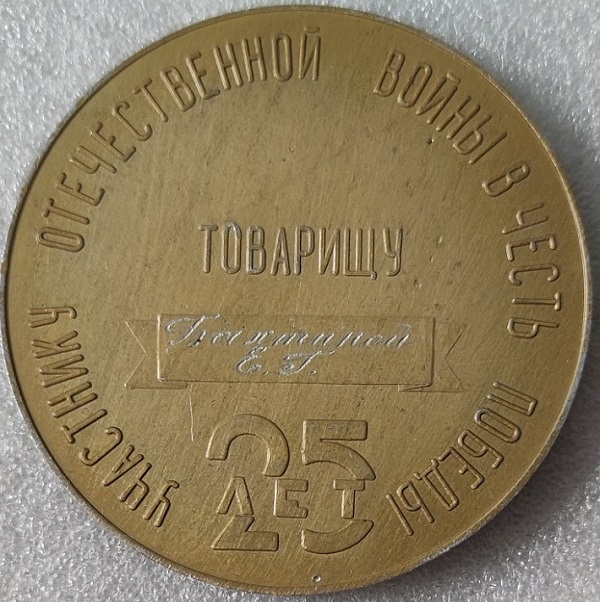 УЧАСТНИКУ ОТЕЧЕСТВЕННОЙ ВОЙНЫ В ЧЕСТЬ ПОБЕДЫ
ТОВАРИЩУ
Е. Г.
25
ЛЕТ